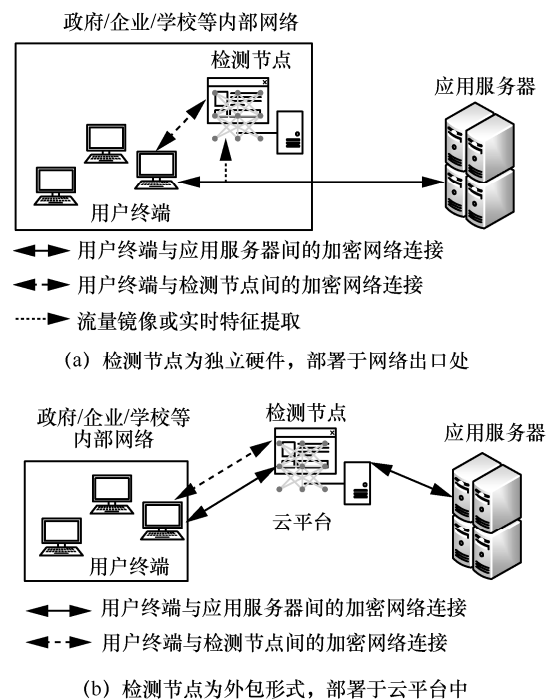 政府/企业/学校等内部网络
检测节点
应用服务器
用户终端
用户终端与应用服务器间的加密网络连接
用户终端与检测节点间的加密网络连接
流量镜像或实时特征提取
(a) 检测节点为独立硬件，部署于网络出口处
政府/企业/学校等
内部网络
检测节点
应用服务器
云平台
用户终端
用户终端与应用服务器间的加密网络连接
用户终端与检测节点间的加密网络连接
(b) 检测节点为外包形式，部署于云平台中